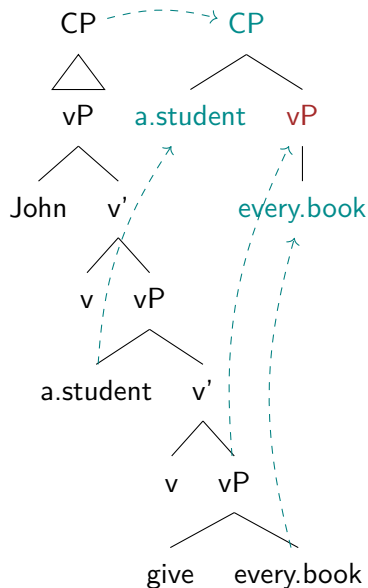 CP CP
vP a.student vP
John v' every.book
v vP
a.student v'
v vP
give every.book